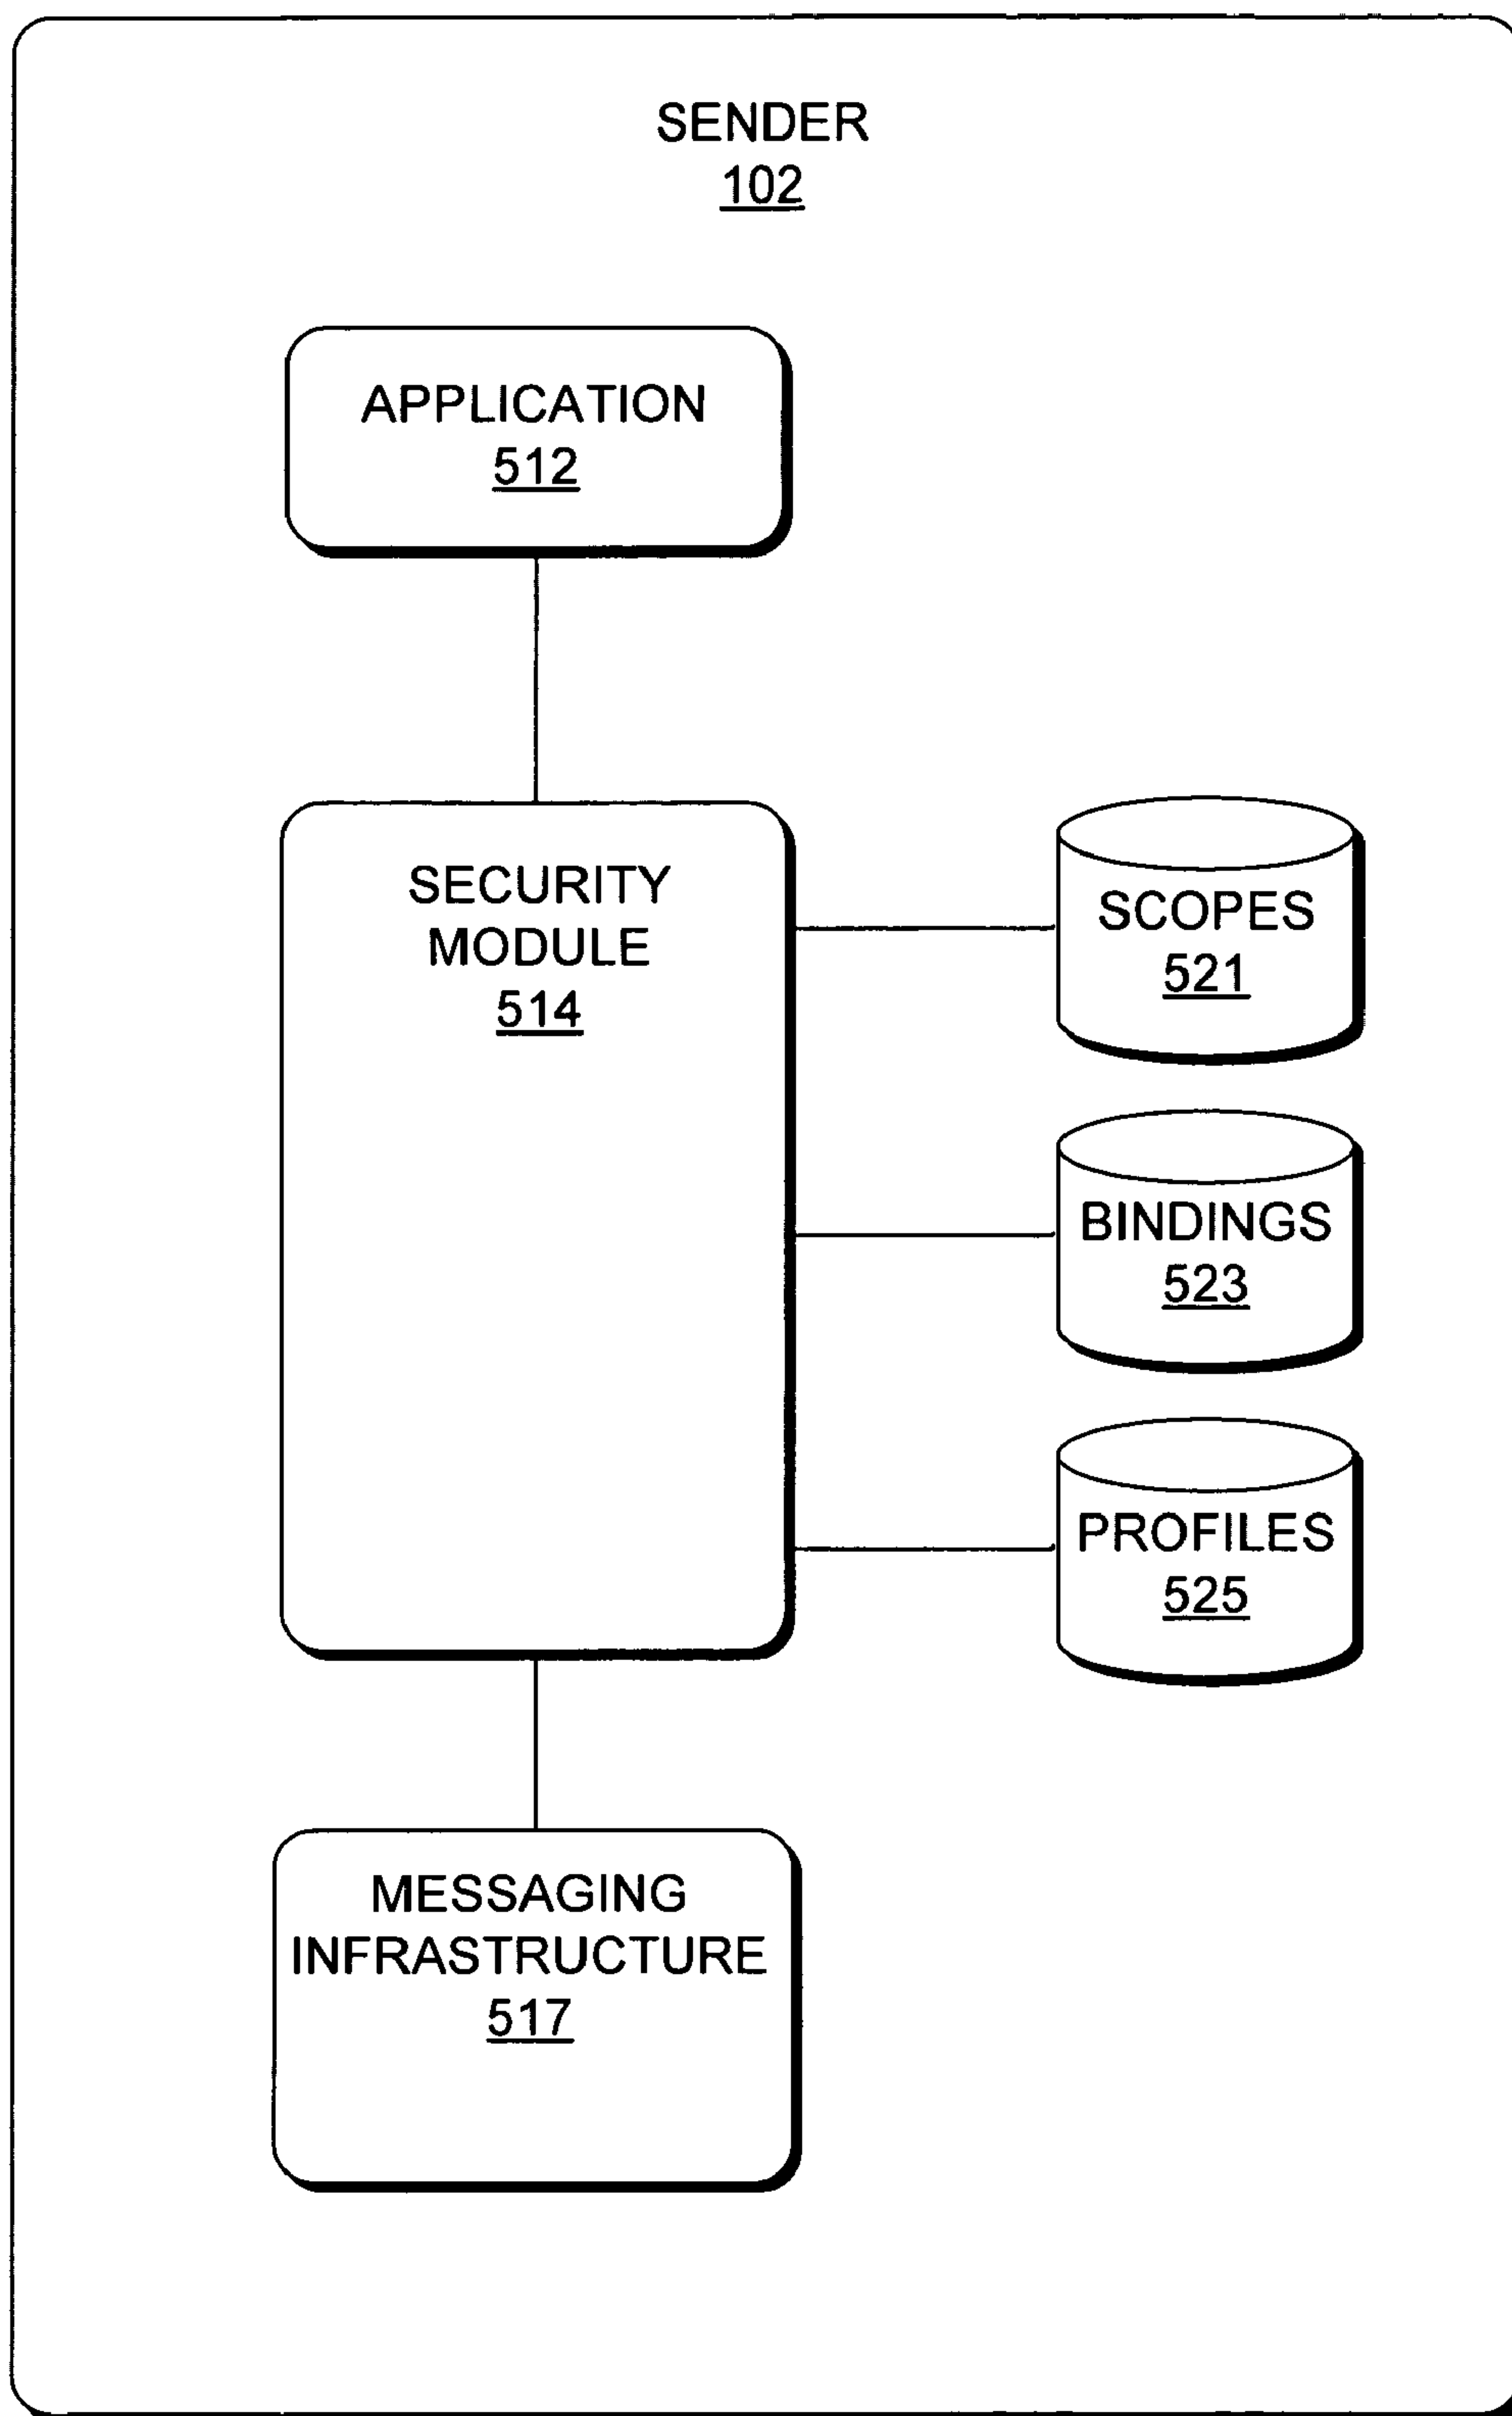 SENDER
102
APPLICATION
512
SECURITY
MODULE
514
SCOPES
521
BINDINGS
523
PROFILES
525
MESSAGING
INFRASTRUCTURE
517